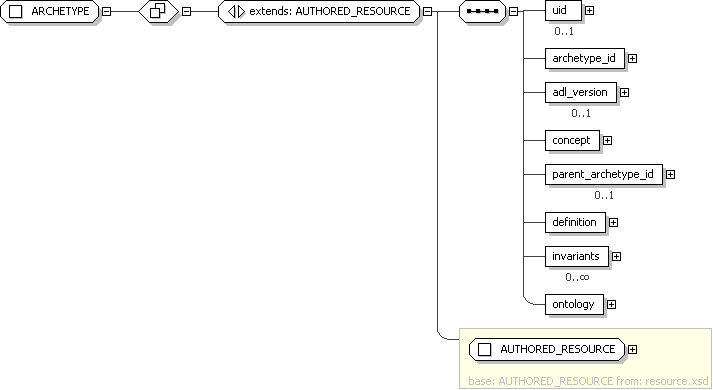 ARCHETYPE
extends: AUTHORED_RESOURCE
uid
0..1
archetype_id
adl_version
0..1
concept
parent_archetype_id
0..1
definition
invariants
0..∞
ontology
AUTHORED_RESOURCE
base: AUTHORED_RESOURCE from: resource.xsd